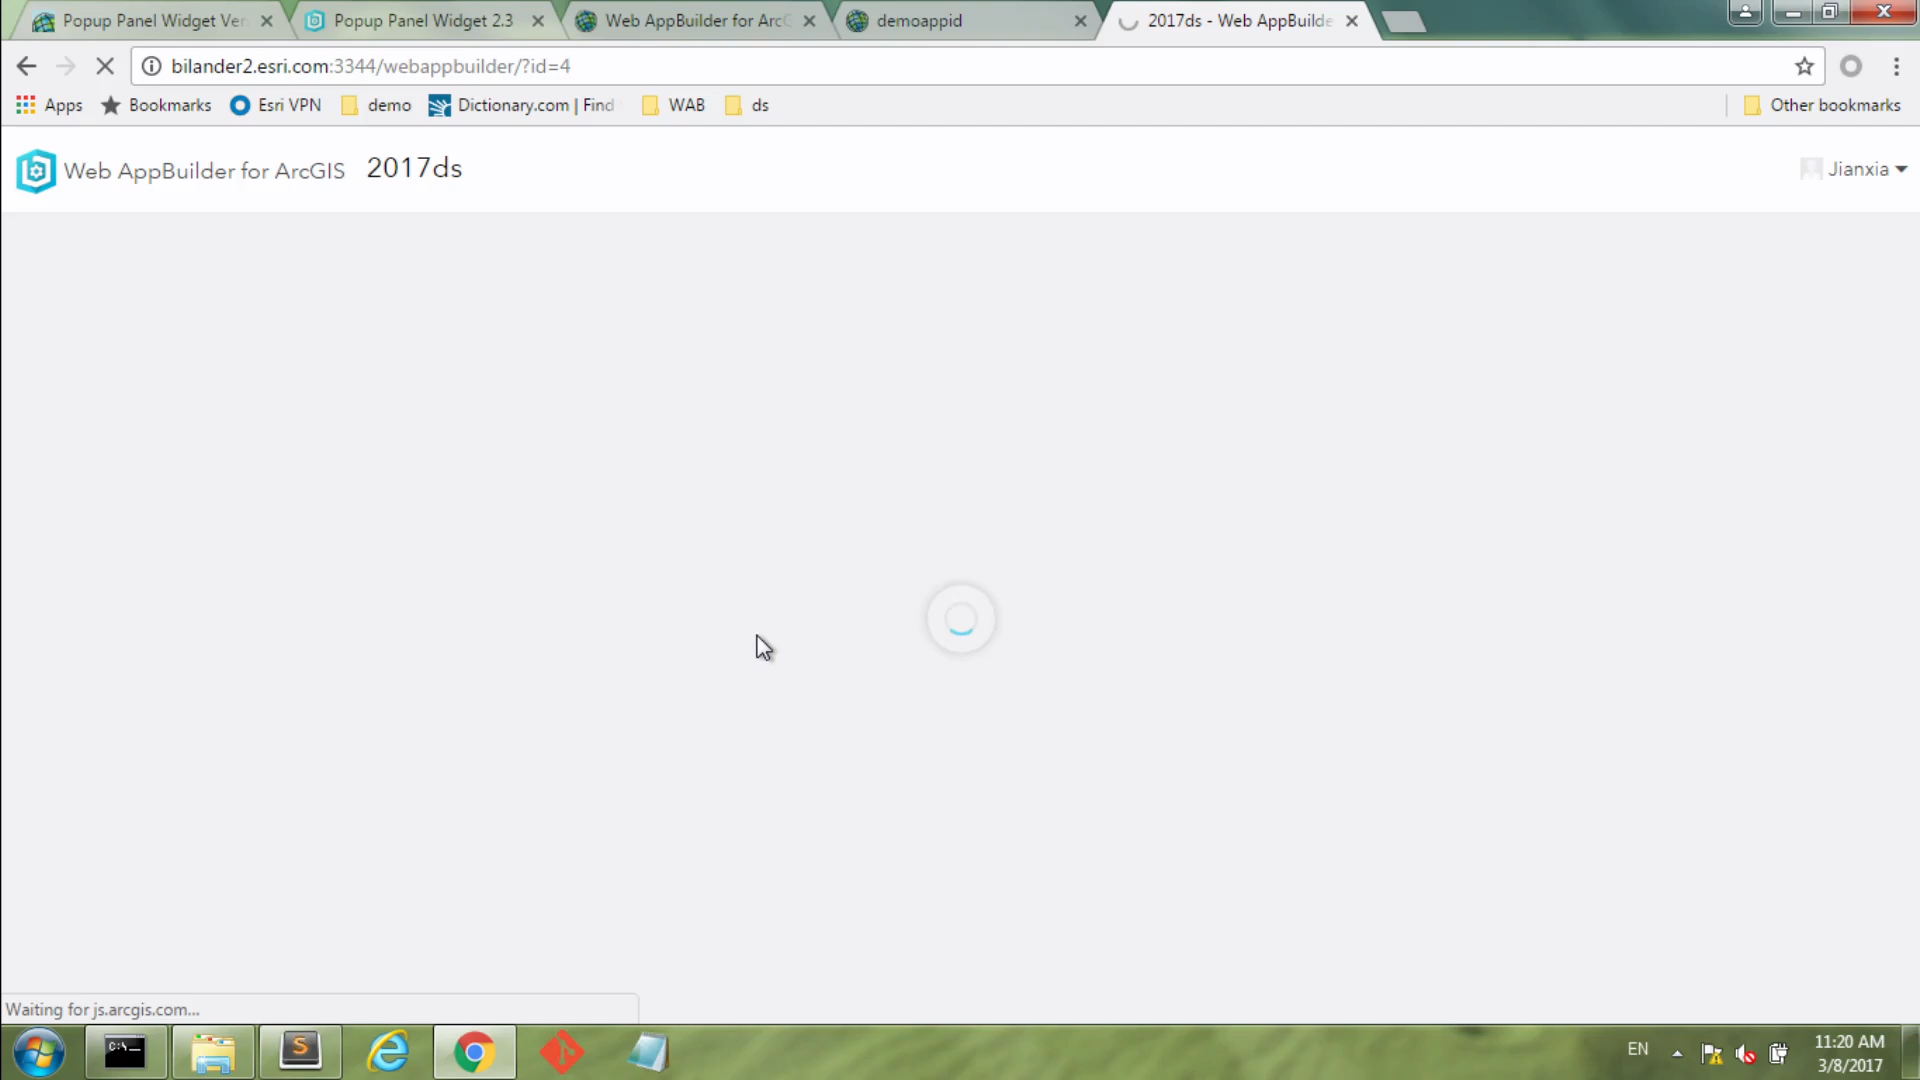 Popup Panel Widget Ver
Popup Panel Widget 2.3
Web AppBuilder for ArcG
demoappid
2017ds - Web AppBuilde
bilander2.esri.com:3344/webappbuilder/?id=4
Apps
Bookmarks
Esri VPN
demo
Dictionary.com | Find
WAB
ds
Other bookmarks
Web AppBuilder for ArcGIS
2017ds
Jianxia
Waiting for js.arcgis.com...
C:\_
S
EN
11:20 AM
3/8/2017